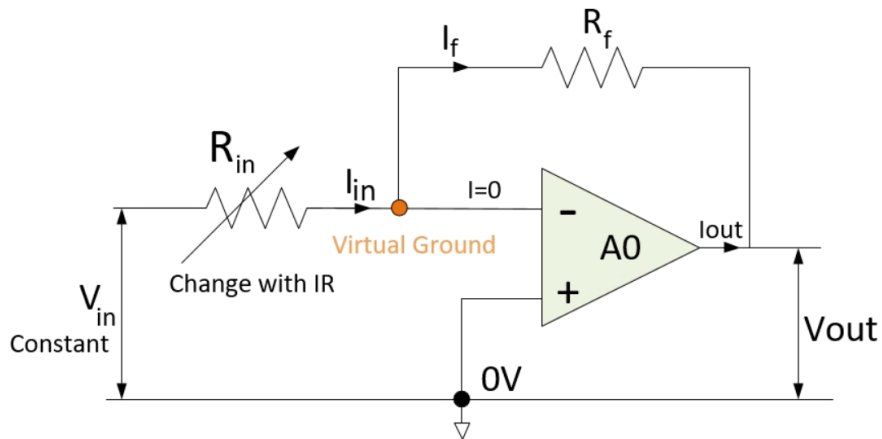 If
Rf
Rin
Iin
I=0
-
A0
Iout
Virtual Ground
Change with IR
+
Vin
Constant
Vout
0V